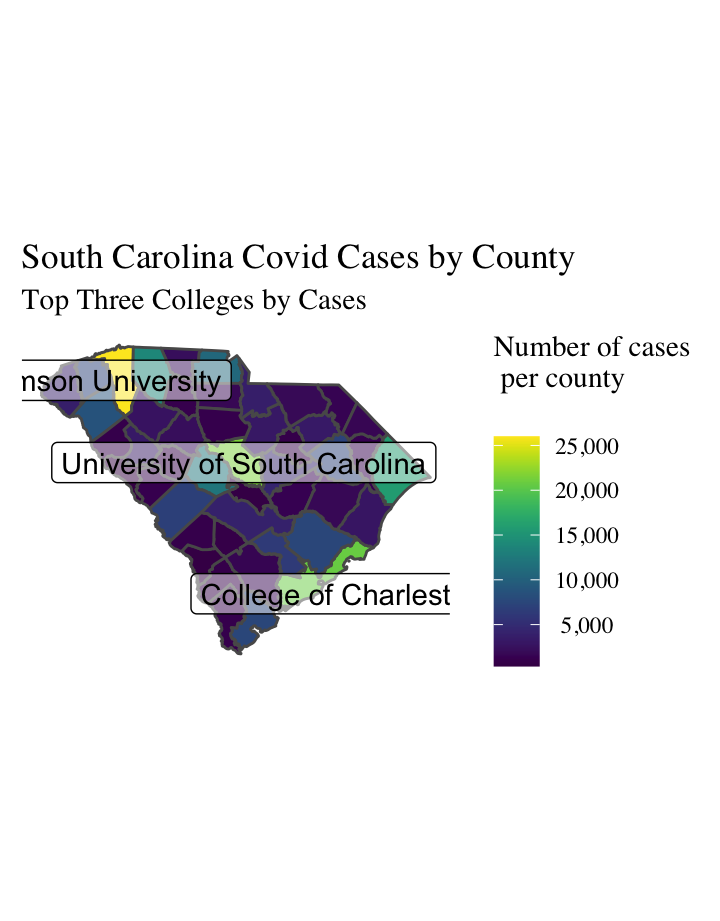 South Carolina Covid Cases by County
Top Three Colleges by Cases
Number of cases
per county
mson University
University of South Carolina
College of Charlest
25,000
20,000
15,000
10,000
5,000